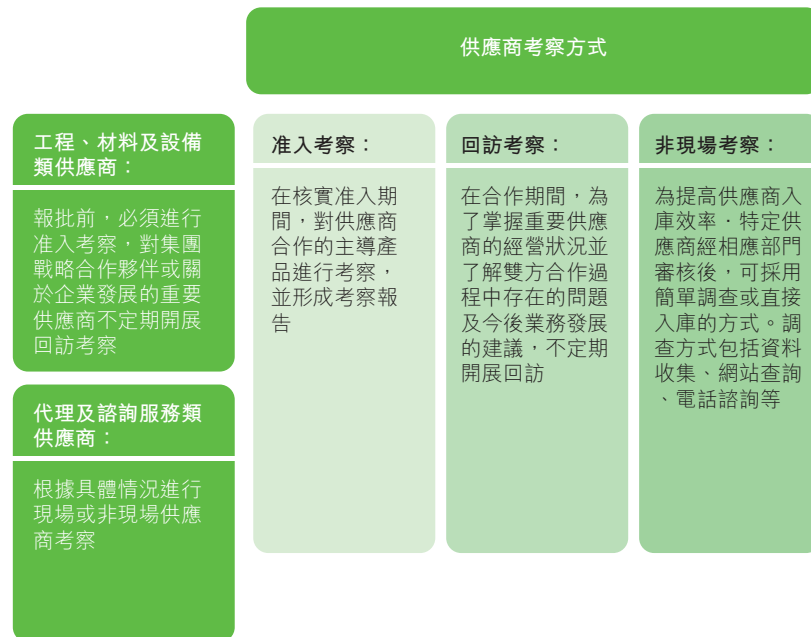 供應商考察方式
工程、材料及設備
類供應商：
報批前，必須進行
准入考察，對集團
戰略合作夥伴或關
於企業發展的重要
供應商不定期開展
回訪考察
代理及諮詢服務類
供應商：
根據具體情況進行
現場或非現場供應
商考察
准入考察：
在核實准入期
間，對供應商
合作的主導產
品進行考察，
並形成考察報
告
回訪考察：
在合作期間，為
了掌握重要供應
商的經營狀況並
了解雙方合作過
程中存在的問題
及今後業務發展
的建議，不定期
開展回訪
非現場考察：
為提高供應商入
庫效率．特定供
應商經相應部門
審核後，可採用
簡單調查或直接
入庫的方式。調
查方式包括資料
收集、網站查詢
、電話諮詢等